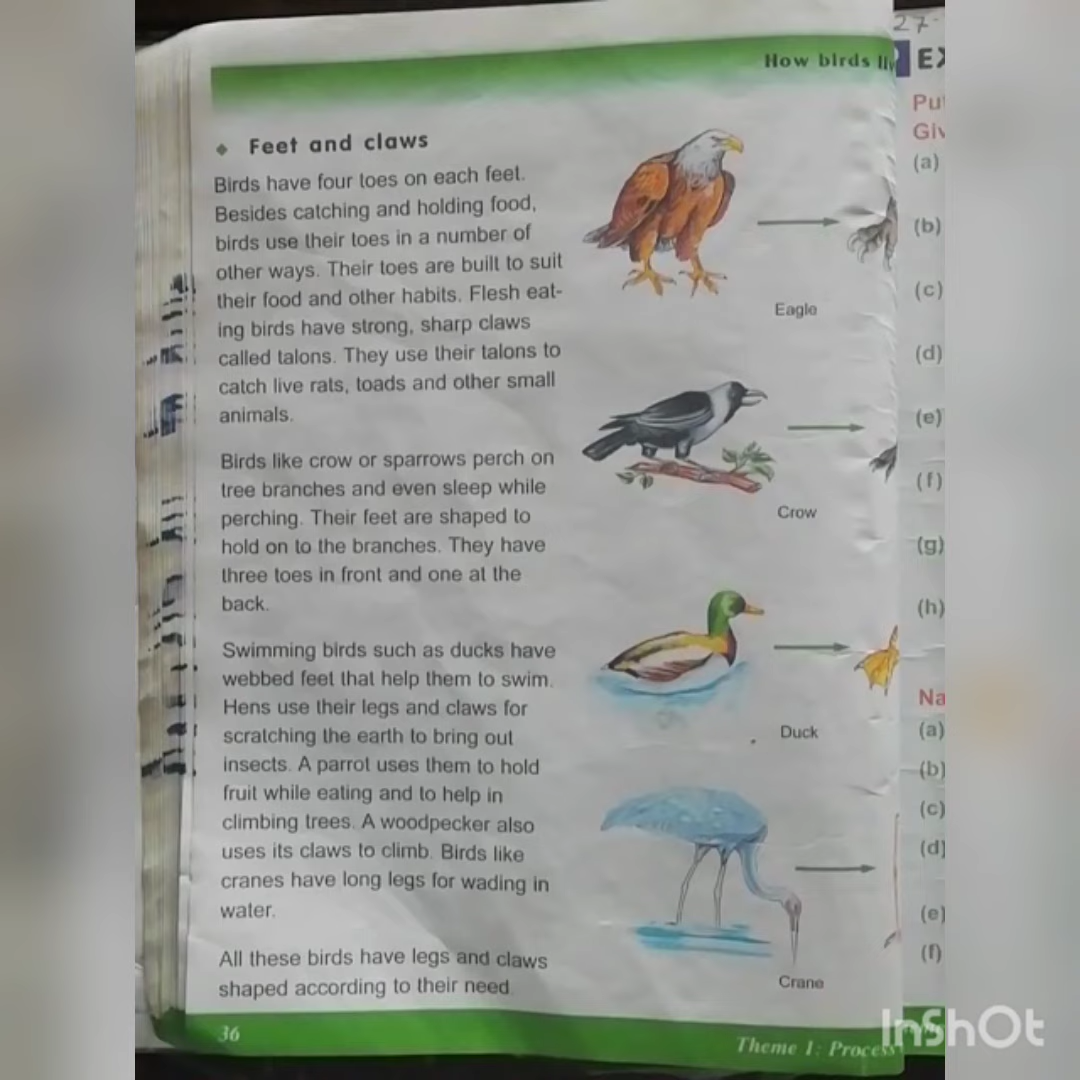 27-
How birds liv
Feet and claws
Birds have four toes on each feet.
Besides catching and holding food,
birds use their toes in a number of
other ways. Their toes are built to suit
their food and other habits. Flesh eat-
ing birds have strong, sharp claws
called talons. They use their talons to
catch live rats, toads and other small
animals.
Birds like crow or sparrows perch on
tree branches and even sleep while
perching. Their feet are shaped to
hold on to the branches. They have
three toes in front and one at the
back.
Swimming birds such as ducks have
webbed feet that help them to swim.
Hens use their legs and claws for
scratching the earth to bring out
insects. A parrot uses them to hold
fruit while eating and to help in
climbing trees. A woodpecker also
uses its claws to climb. Birds like
cranes have long legs for wading in
water.
All these birds have legs and claws
shaped according to their need.
Eagle
Crow
Duck
Crane
36
Theme 1: Process
EX
Put
Giv
(a)
(b)
(c)
(d)
(e)
(f)
(g)
(h)
Na
(a)
(b)
(c)
(d)
(e)
(f)
InShOt